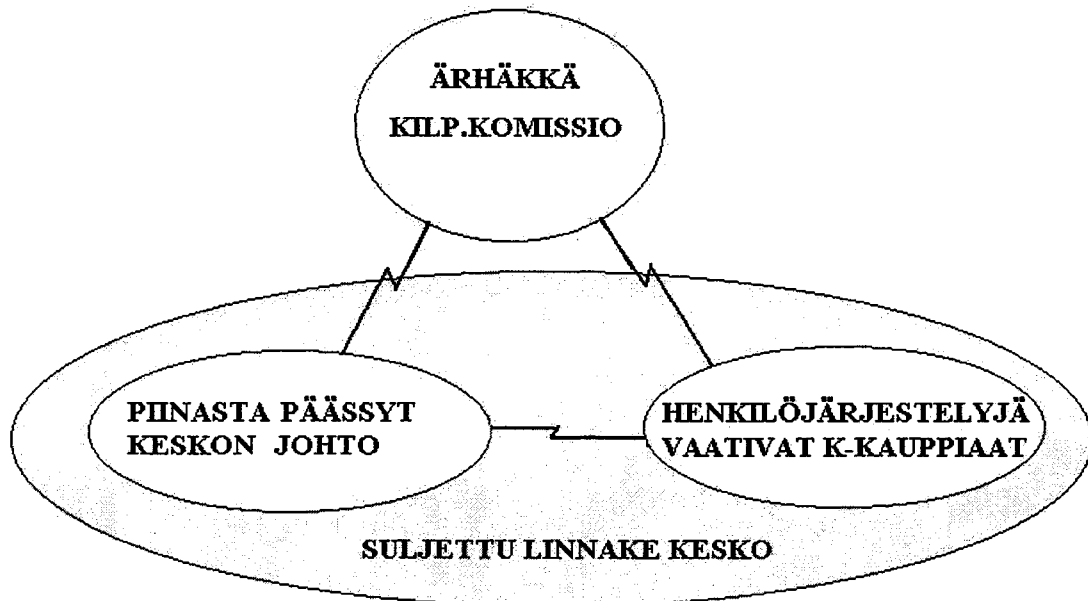 ÄRHÄKKÄ
KILP.KOMISSIO
PIINASTA PÄÄSSYT
KESKON JOHTO
HENKILÖJÄRJESTELYJÄ
VAATIVAT K-KAUPPIAAT
SULJETTU LINNAKE KESKO